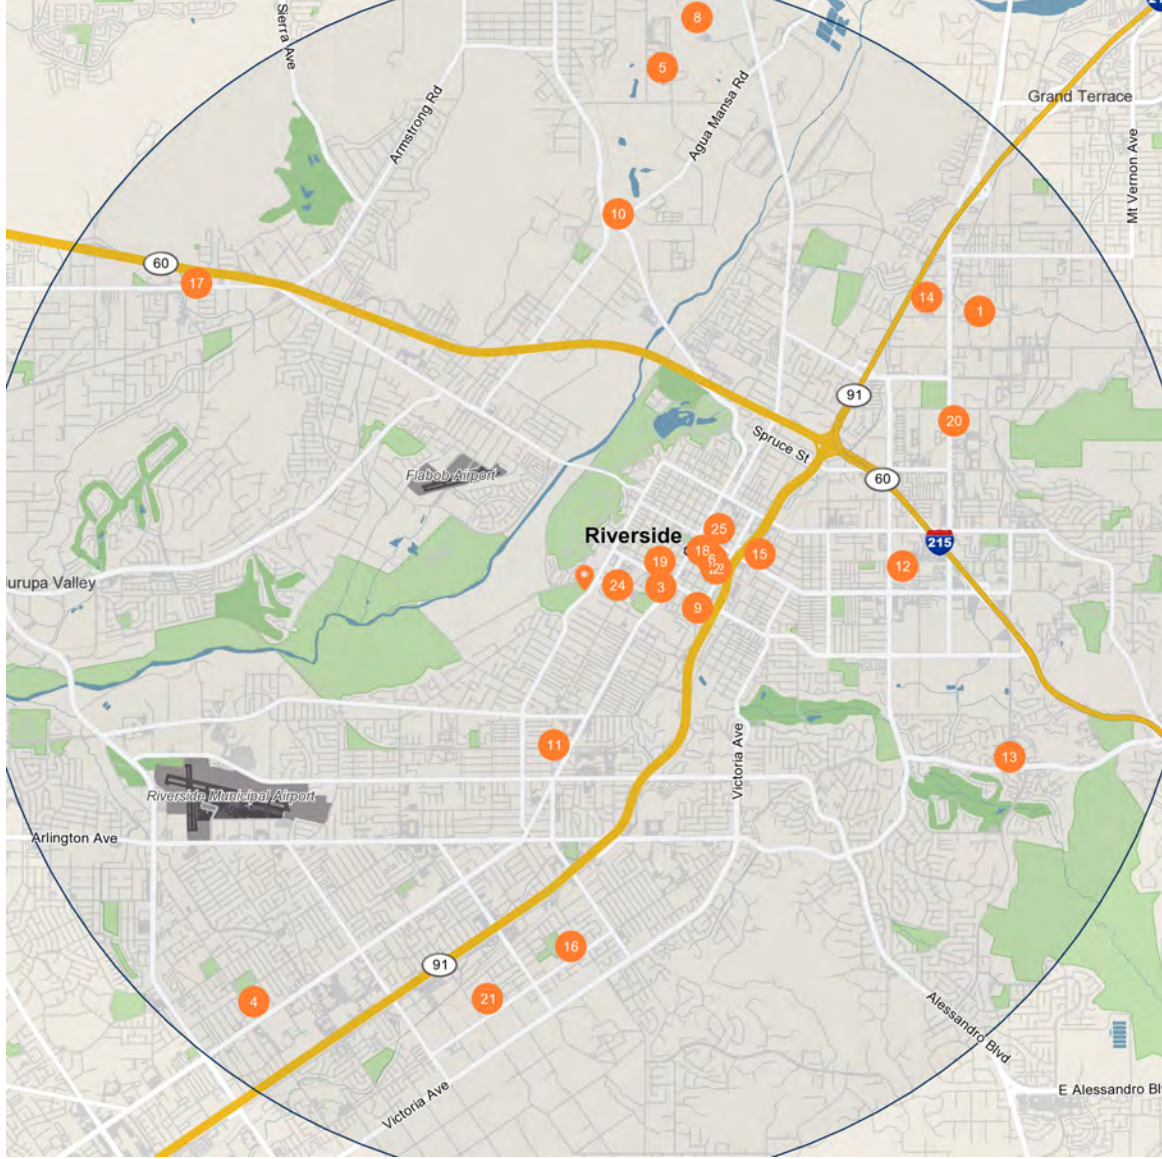 Sierra Ave
8
5
Armstrong Rd
Agua Mansa Rd
Grand Terrace
Mt Vernon Ave
10
60
17
14
1
91
20
Spruce St
Flabob Airport
60
25
Riverside
18
15
215
19
6
12
Jurupa Valley
24
3
9
11
Victoria Ave
13
Riverside Municipal Airport
Arlington Ave
16
91
4
21
Alessandro Blvd
Victoria Ave
E Alessandro Bl